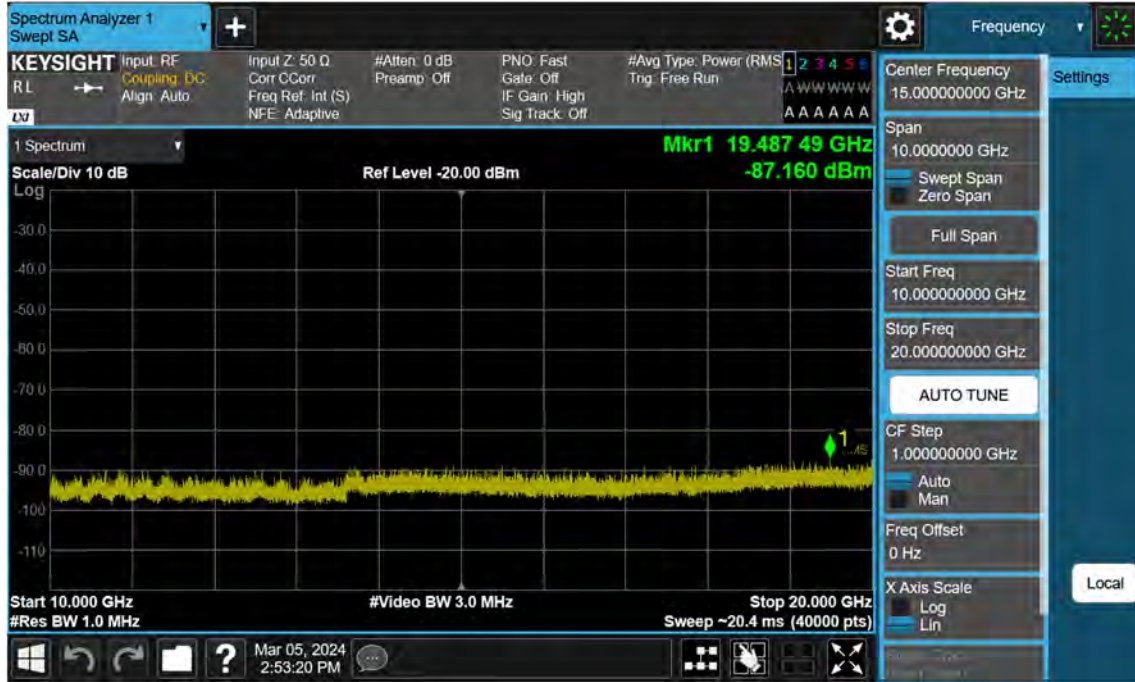 Spectrum Analyzer 1
Swept SA
Frequency
KEYSIGHT
R L
LXI
Input: RF
Coupling: DC
Align: Auto
Input Z: 50 Ω
Corr CCorr
Freq Ref: Int (S)
NFE: Adaptive
#Atten: 0 dB
Preamp: Off
PNO: Fast
Gate: Off
IF Gain: High
Sig Track: Off
#Avg Type: Power (RMS
Trig: Free Run
1 2 3 4 5 6
A W W W W W
A A A A A A
1 Spectrum
Scale/Div 10 dB
Ref Level -20.00 dBm
Mkr1 19.487 49 GHz
-87.160 dBm
Log
-30.0
-40.0
-50.0
-60.0
-70.0
-80.0
-90.0
-100
-110
1
Start 10.000 GHz
#Res BW 1.0 MHz
#Video BW 3.0 MHz
Stop 20.000 GHz
Sweep ~20.4 ms (40000 pts)
Center Frequency
15.000000000 GHz
Settings
Span
10.0000000 GHz
Swept Span
Zero Span
Full Span
Start Freq
10.000000000 GHz
Stop Freq
20.000000000 GHz
AUTO TUNE
CF Step
1.000000000 GHz
Auto
Man
Freq Offset
0 Hz
X Axis Scale
Log
Lin
Local
?
Mar 05, 2024
2:53:20 PM